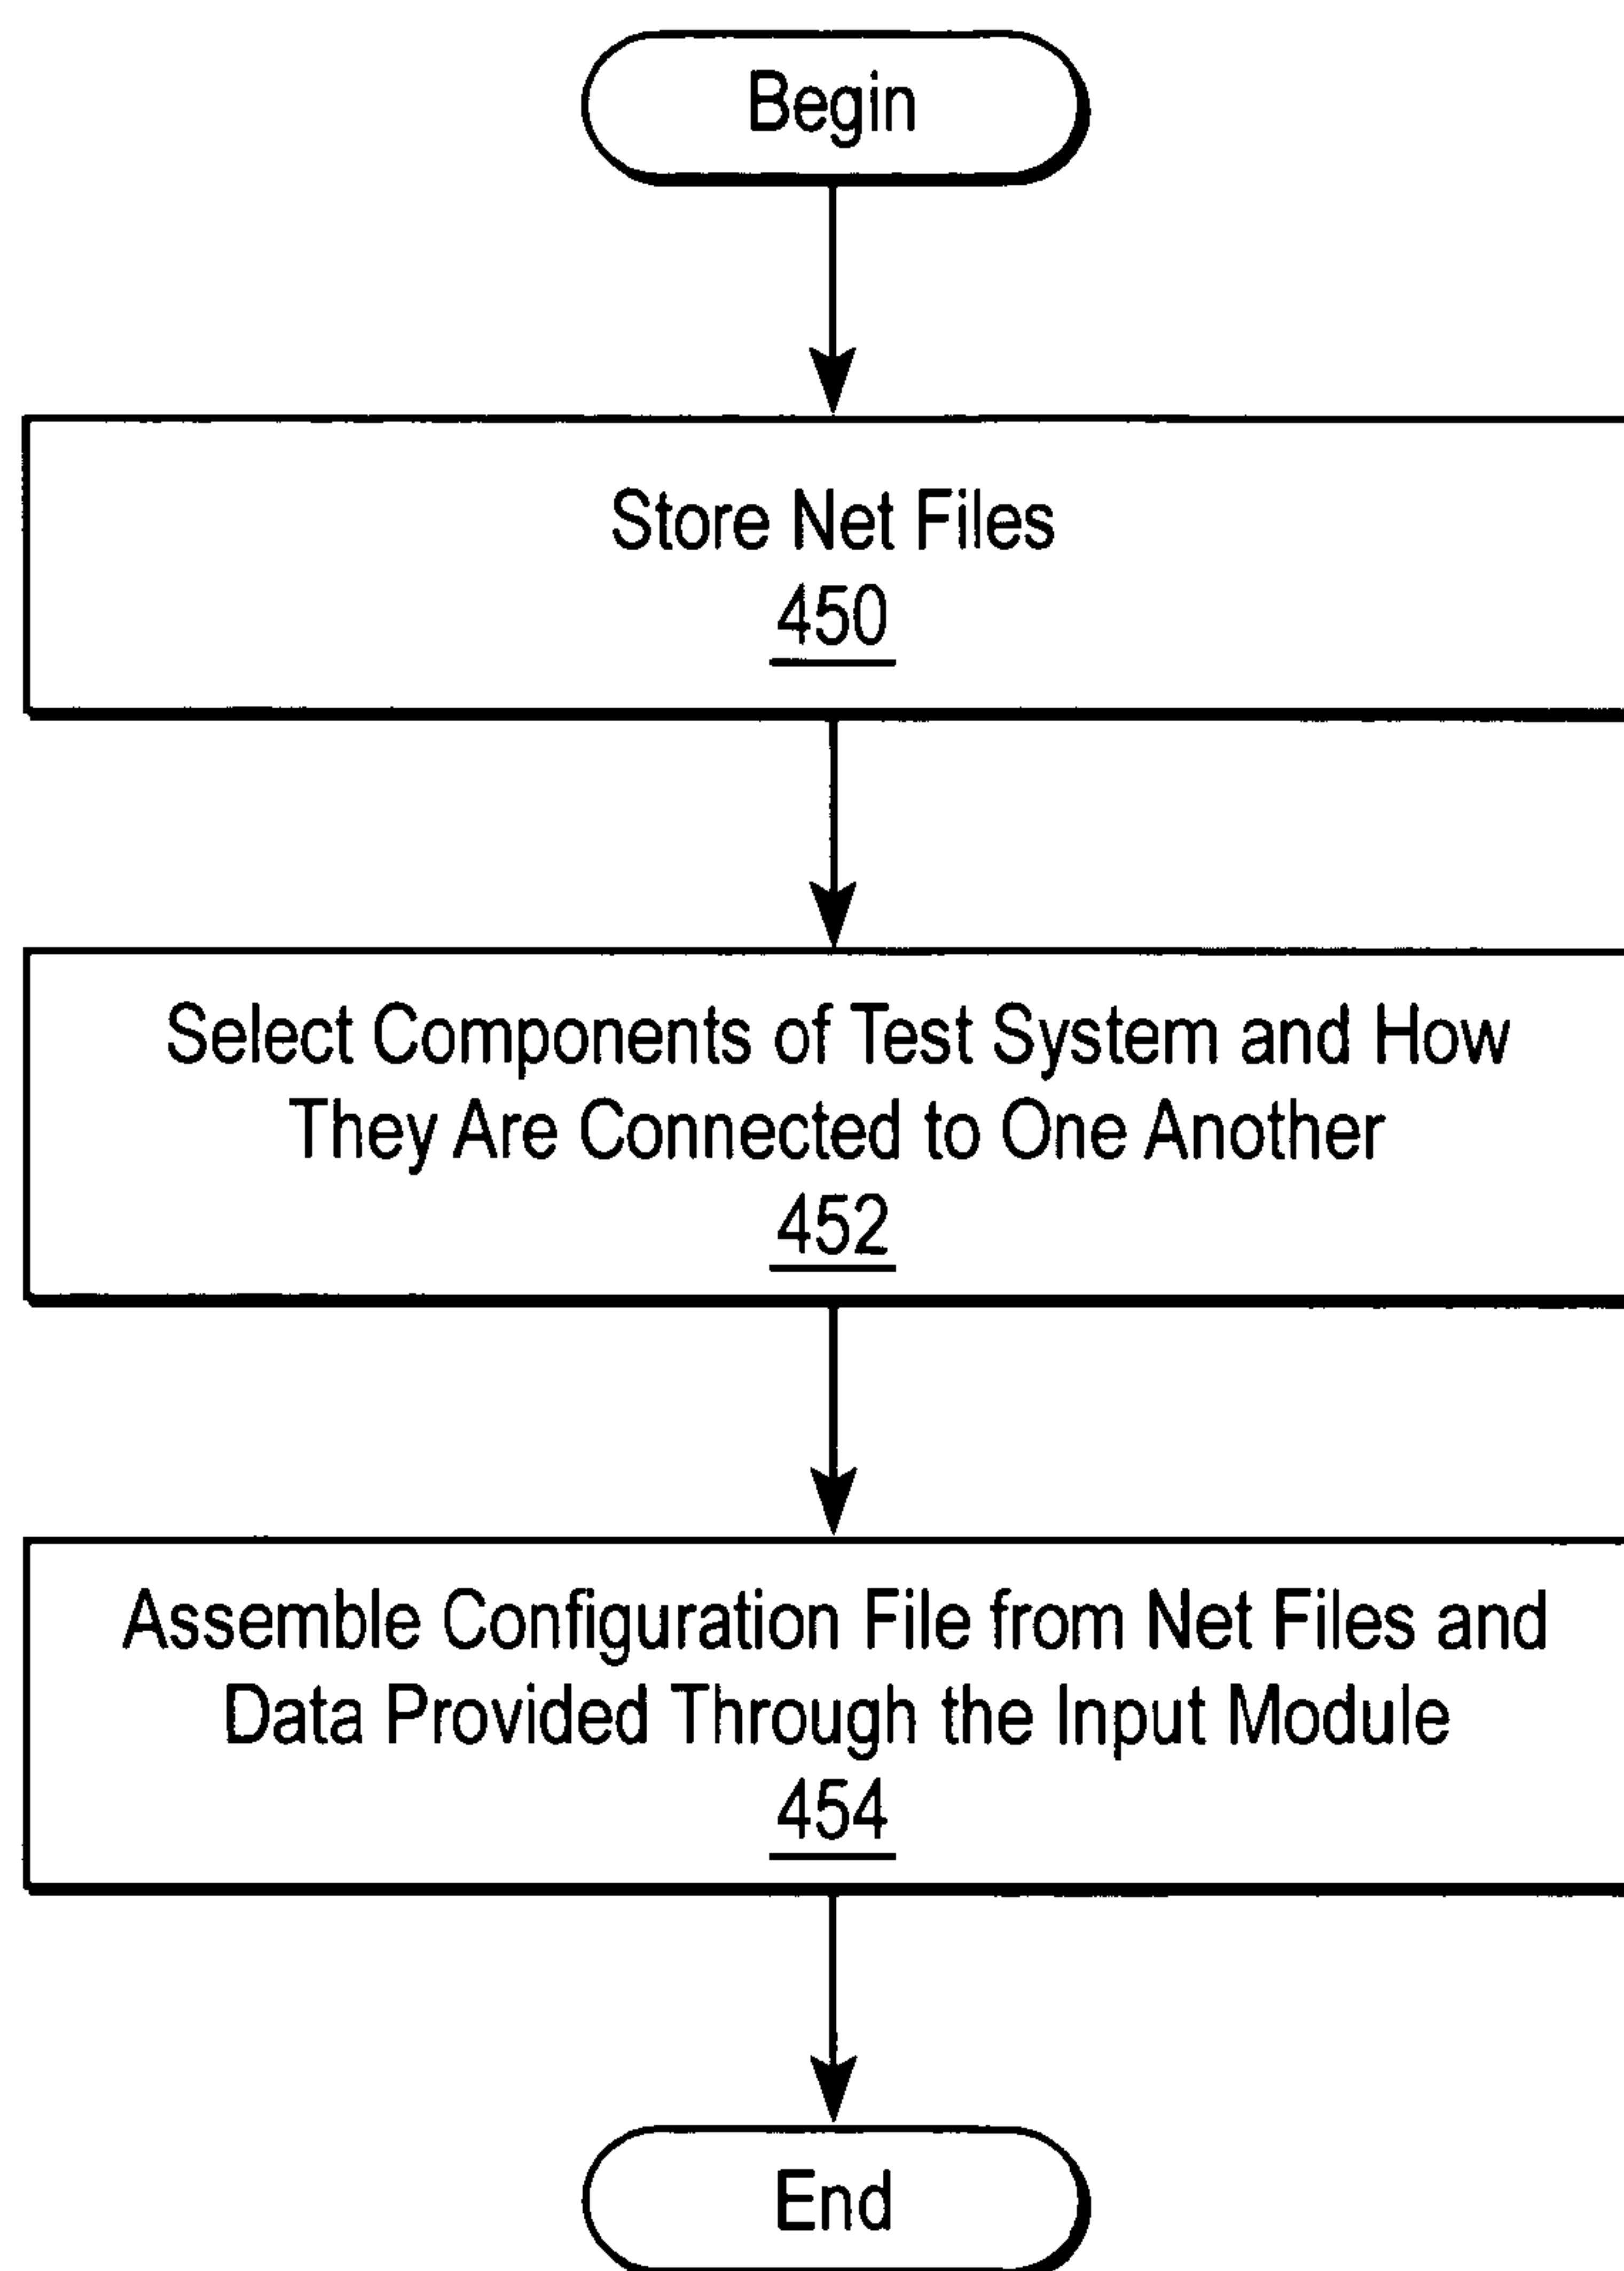 Begin
Store Net Files
450
Select Components of Test System and How
They Are Connected to One Another
452
Assemble Configuration File from Net Files and
Data Provided Through the Input Module
454
End